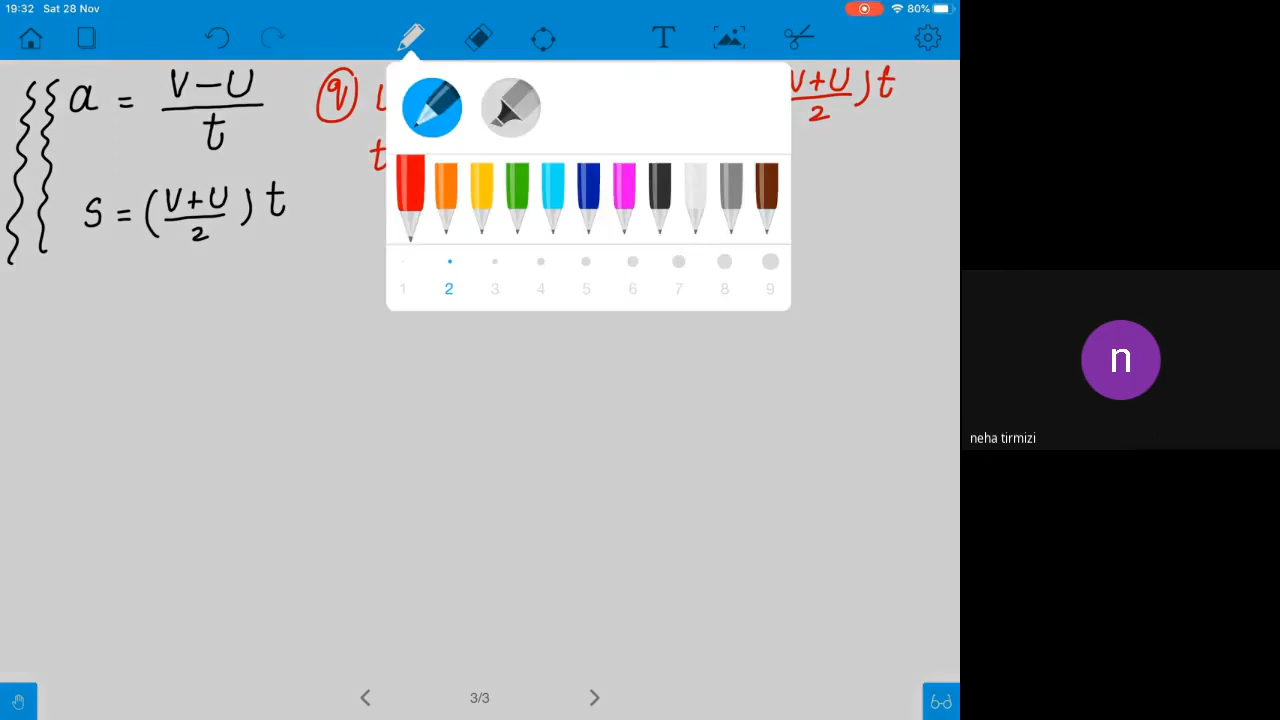 19:32 Sat 28 Nov 80%
T
a = V-U/t
q (V+U/2)t
t
S = (V+U/2) t
1 2 3 4 5 6 7 8 9
n
neha tirmizi
3/3